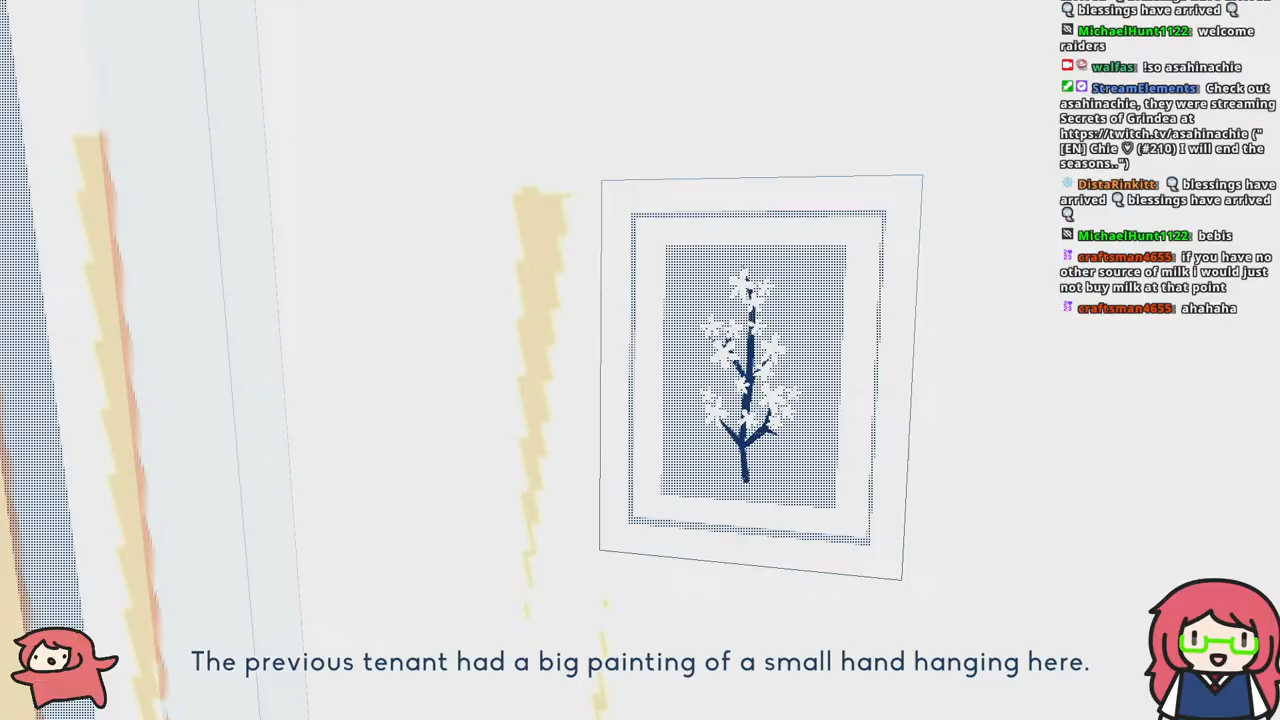 blessings have arrived
MichaelHunt1122: welcome
raiders
walfas: !so asahinachie
StreamElements: Check out
asahinachie, they were streaming
Secrets of Grindea at
https://twitch.tv/asahinachie ("
[EN] Chie ♡ (#210) I will end the
seasons..")
DistaRinkitt: blessings have
arrived blessings have arrived
MichaelHunt1122: bebis
craftsman4655: if you have no
other source of milk i would just
not buy milk at that point
craftsman4655: ahahaha
The previous tenant had a big painting of a small hand hanging here.